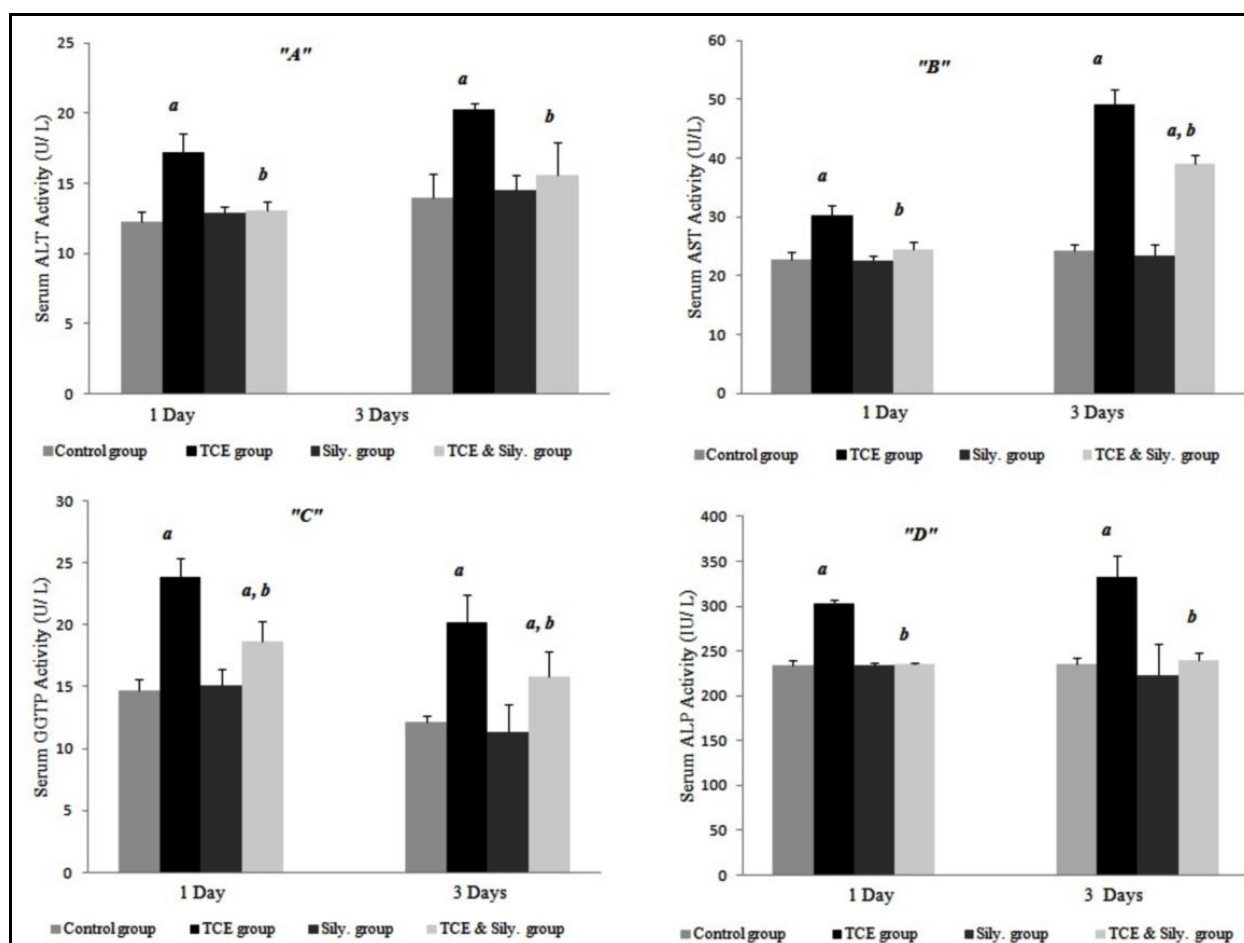 "A"
Serum ALT Activity (U/ L)
25
20
15
10
5
0
a
b
a
b
1 Day 3 Days
Control group TCE group Sily. group TCE & Sily. group
"B"
Serum AST Activity (U/L)
60
50
40
30
20
10
0
a
b
a
a, b
1 Day 3 Days
Control group TCE group Sily. group TCE & Sily. group
"C"
Serum GGTP Activity (U/ L)
30
25
20
15
10
5
0
a
a, b
a
a, b
1 Day 3 Days
Control group TCE group Sily. group TCE & Sily. group
"D"
Serum ALP Activity (IU/ L)
400
350
300
250
200
150
100
50
0
a
b
a
b
1 Day 3 Days
Control group TCE group Sily. group TCE & Sily. group